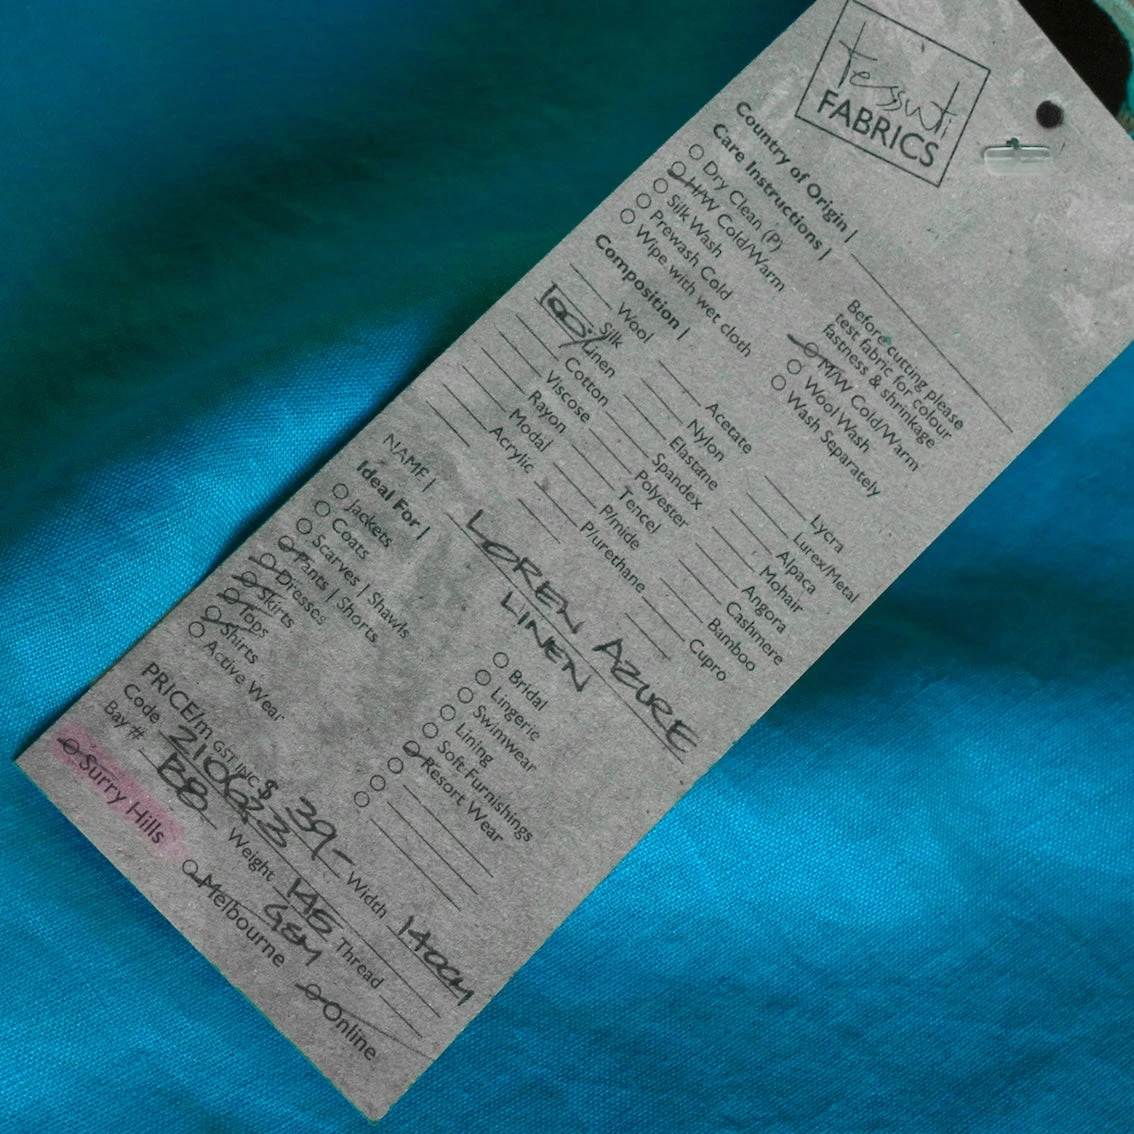 tessuti
FABRICS
Country of Origin |
Care Instructions |
Dry Clean (P)
H/W Cold/Warm
Silk Wash
Prewash Cold
Wipe with wet cloth
Before cutting please
test fabric for colour
fastness & shrinkage
M/W Cold/Warm
Wool Wash
Wash Separately
Composition |
Wool
Silk
100% Linen
Cotton
Viscose
Rayon
Modal
Acrylic
Acetate
Nylon
Elastane
Spandex
Polyester
Tencel
P/mide
P/urethane
Lycra
Lurex/Metal
Alpaca
Mohair
Angora
Cashmere
Bamboo
Cupro
NAME | LOREN AZURE
LINEN
Ideal For |
Jackets
Coats
Scarves | Shawls
Pants | Shorts
Dresses
Skirts
Tops
Shirts
Active Wear
Bridal
Lingerie
Swimwear
Lining
Soft Furnishings
Resort Wear
PRICE/m GST INC $ 39- Width 140cm
Code 210623 Weight 145 Thread
GSM
Bay # B8
Surry Hills Melbourne Online